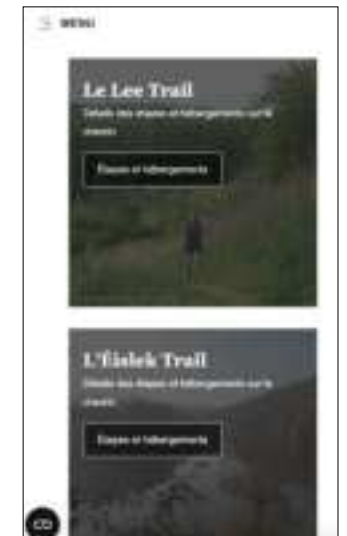 MENU
Le Lee Trail
Détails des étapes et hébergements sur le
chemin
Étapes et hébergements
L'Éislek Trail
Détails des étapes et hébergements sur le
chemin
Étapes et hébergements